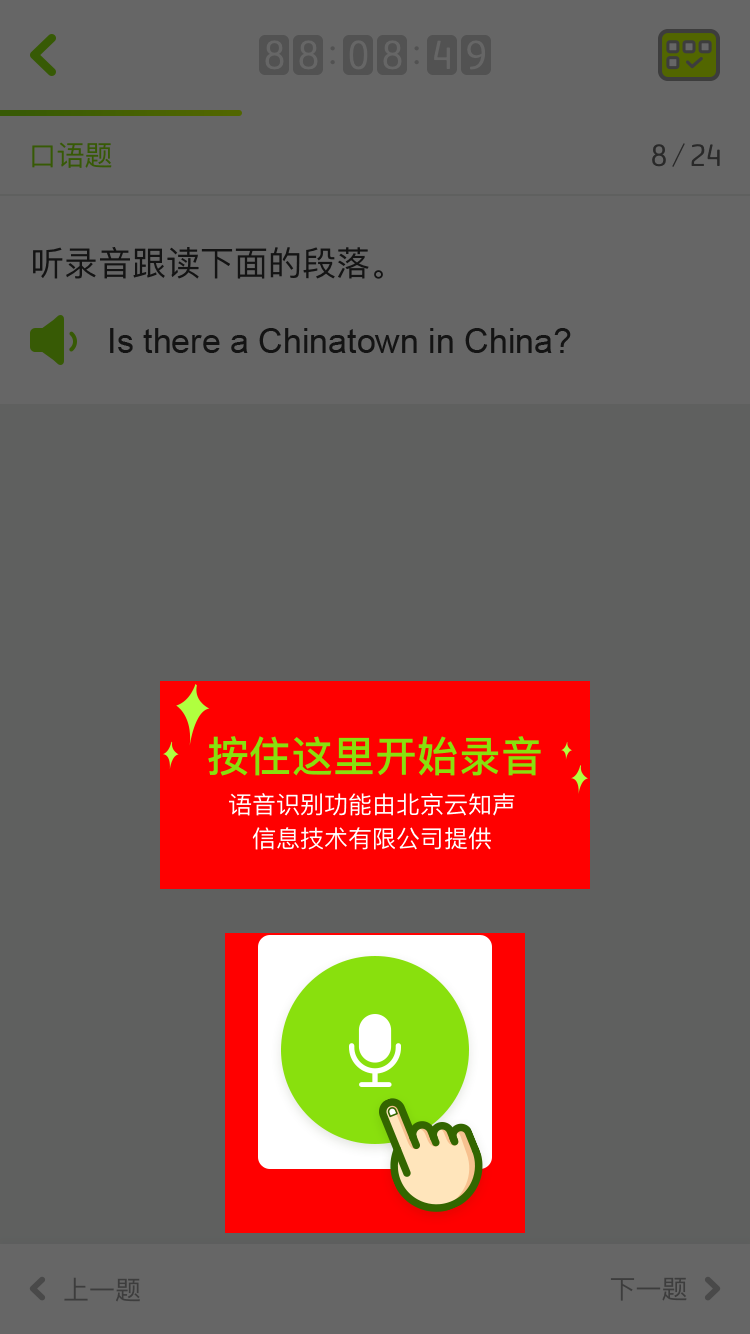 88:08:49
口语题
8/24
听录音跟读下面的段落。
Is there a Chinatown in China?
按住这里开始录音
语音识别功能由北京云知声
信息技术有限公司提供
上一题
下一题